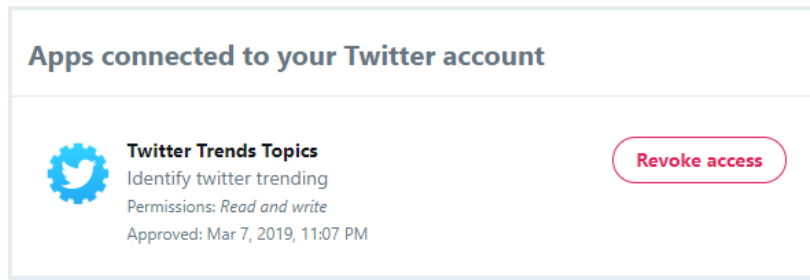 Apps connected to your Twitter account
Twitter Trends Topics
Revoke access
Identify twitter trending
Permissions: Read and write
Approved: Mar 7, 2019, 11:07 PM